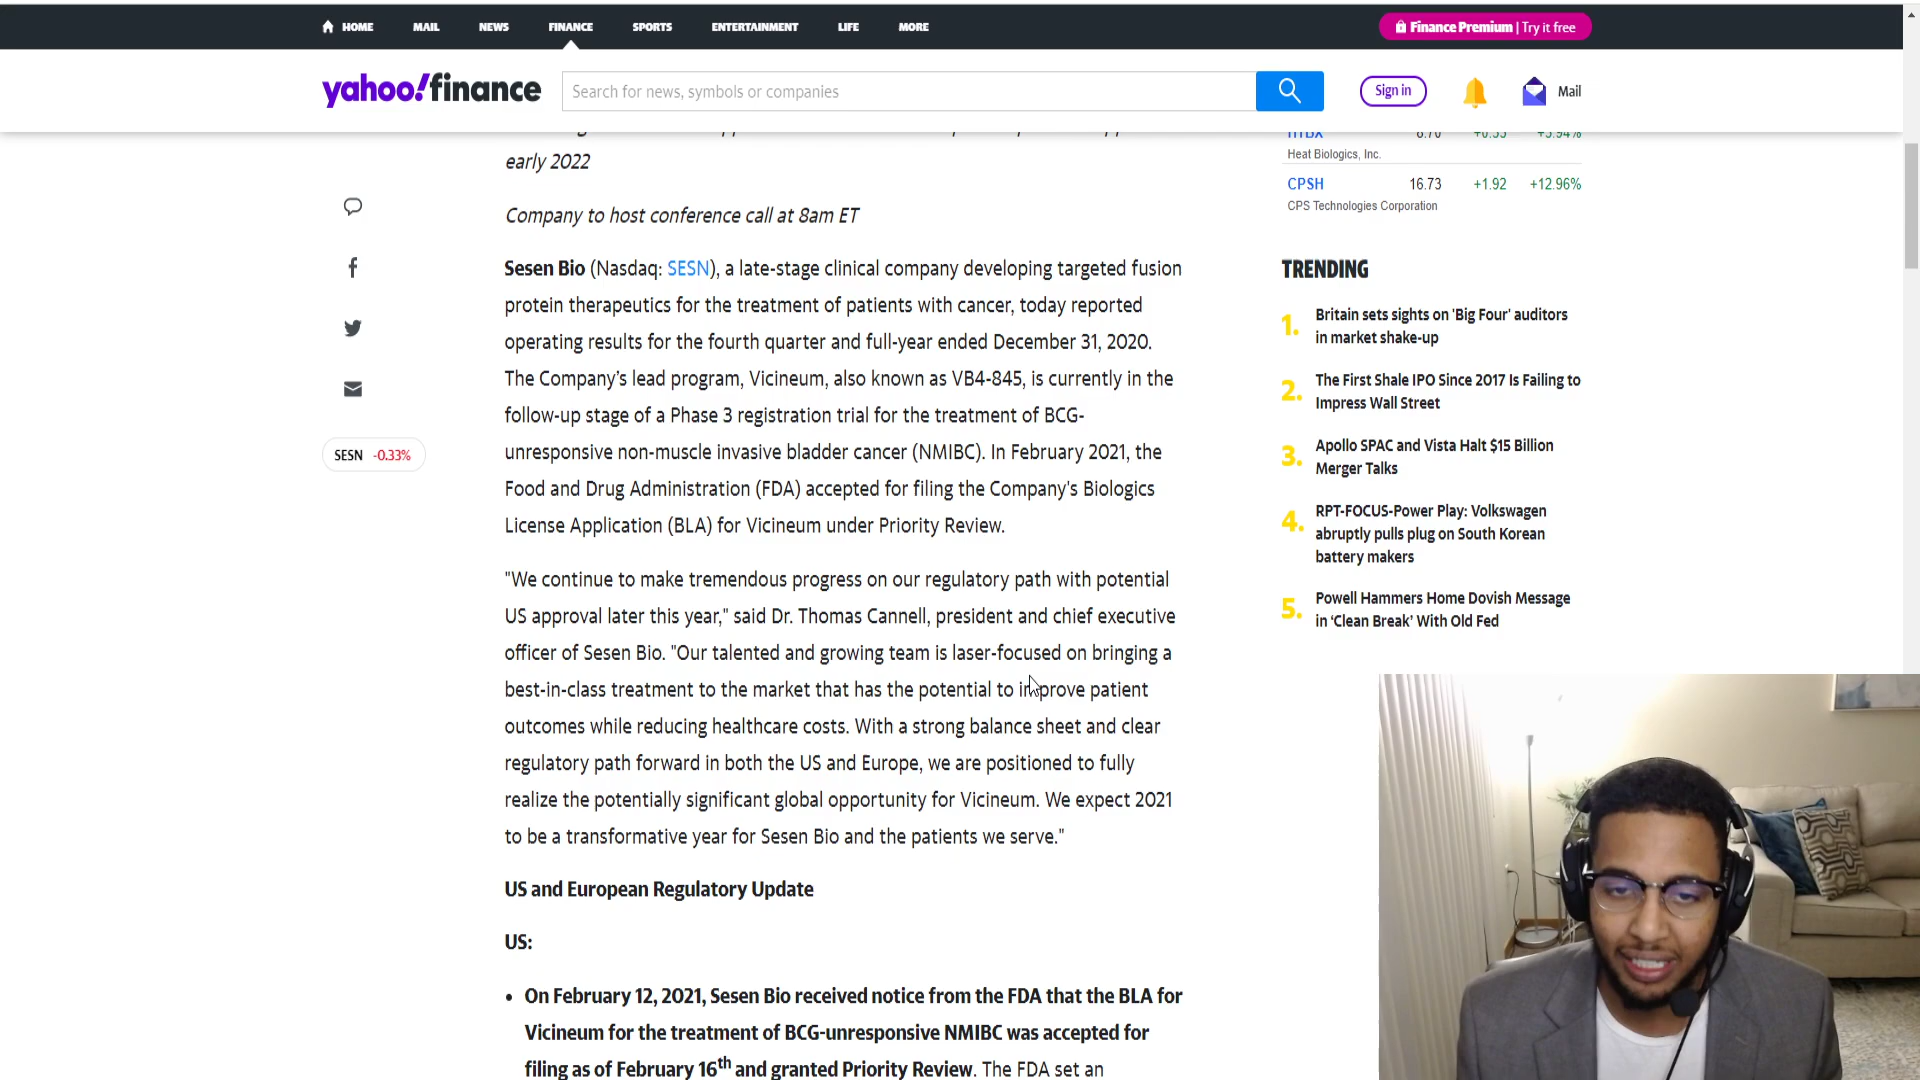 HOME MAIL NEWS FINANCE SPORTS ENTERTAINMENT LIFE MORE
Finance Premium | Try it free
yahoo!finance
Search for news, symbols or companies
Sign in
Mail
early 2022
Company to host conference call at 8am ET
Sesen Bio (Nasdaq: SESN), a late-stage clinical company developing targeted fusion
protein therapeutics for the treatment of patients with cancer, today reported
operating results for the fourth quarter and full-year ended December 31, 2020.
The Company's lead program, Vicineum, also known as VB4-845, is currently in the
follow-up stage of a Phase 3 registration trial for the treatment of BCG-
unresponsive non-muscle invasive bladder cancer (NMIBC). In February 2021, the
Food and Drug Administration (FDA) accepted for filing the Company's Biologics
License Application (BLA) for Vicineum under Priority Review.
"We continue to make tremendous progress on our regulatory path with potential
US approval later this year," said Dr. Thomas Cannell, president and chief executive
officer of Sesen Bio. "Our talented and growing team is laser-focused on bringing a
best-in-class treatment to the market that has the potential to improve patient
outcomes while reducing healthcare costs. With a strong balance sheet and clear
regulatory path forward in both the US and Europe, we are positioned to fully
realize the potentially significant global opportunity for Vicineum. We expect 2021
to be a transformative year for Sesen Bio and the patients we serve."
US and European Regulatory Update
US:
• On February 12, 2021, Sesen Bio received notice from the FDA that the BLA for
Vicineum for the treatment of BCG-unresponsive NMIBC was accepted for
filing as of February 16th and granted Priority Review. The FDA set an
SESN -0.33%
Heat Biologics, Inc.
CPSH 16.73 +1.92 +12.96%
CPS Technologies Corporation
TRENDING
1. Britain sets sights on 'Big Four' auditors
in market shake-up
2. The First Shale IPO Since 2017 Is Failing to
Impress Wall Street
3. Apollo SPAC and Vista Halt $15 Billion
Merger Talks
4. RPT-FOCUS-Power Play: Volkswagen
abruptly pulls plug on South Korean
battery makers
5. Powell Hammers Home Dovish Message
in ‘Clean Break’ With Old Fed